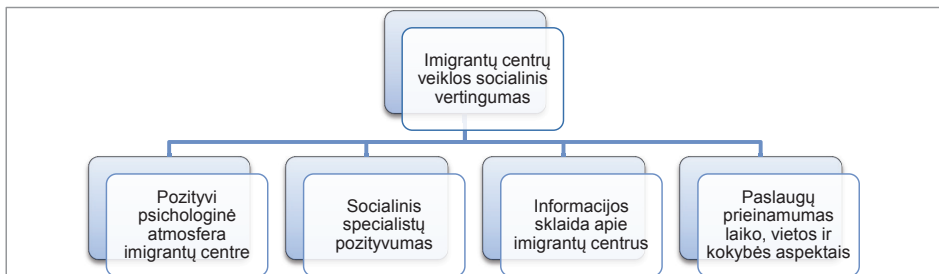 Imigrantų centrų
veiklos socialinis
vertingumas
Pozityvi
psichologinė
atmosfera
imigrantų centre
Socialinis
specialistų
pozityvumas
Informacijos
sklaida apie
imigrantų centrus
Paslaugų
prieinamumas
laiko, vietos ir
kokybės aspektais